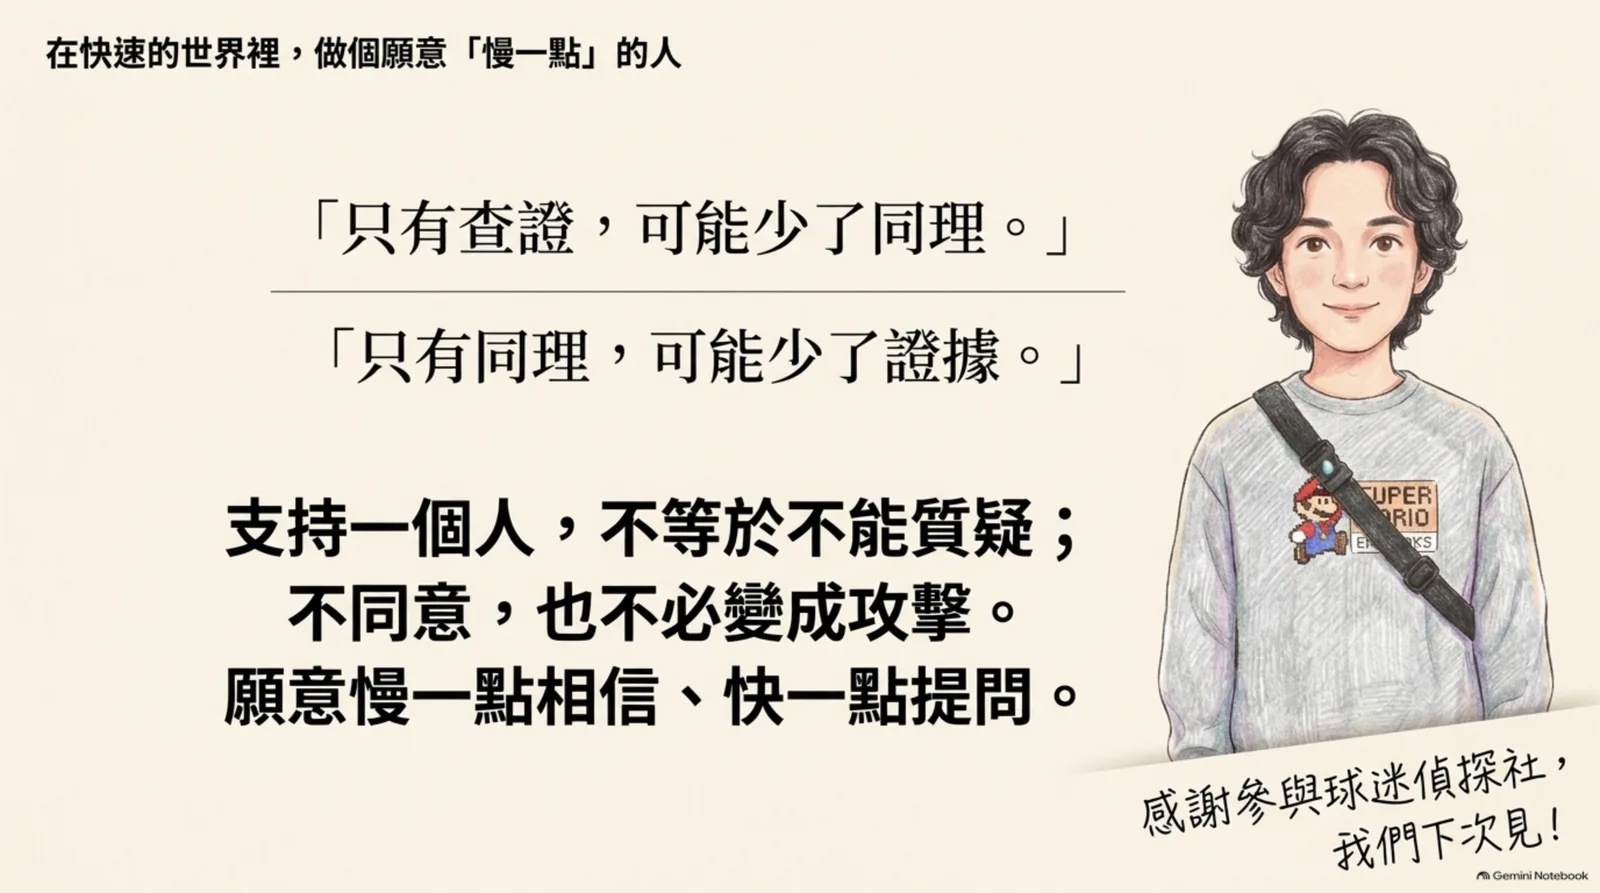 在快速的世界裡，做個願意「慢一點」的人
「只有查證，可能少了同理。」
「只有同理，可能少了證據。」
支持一個人，不等於不能質疑；
不同意，也不必變成攻擊。
願意慢一點相信、快一點提問。
UPER
RIO
KS
感謝參與球迷偵探社，
我們下次見！
Gemini Notebook